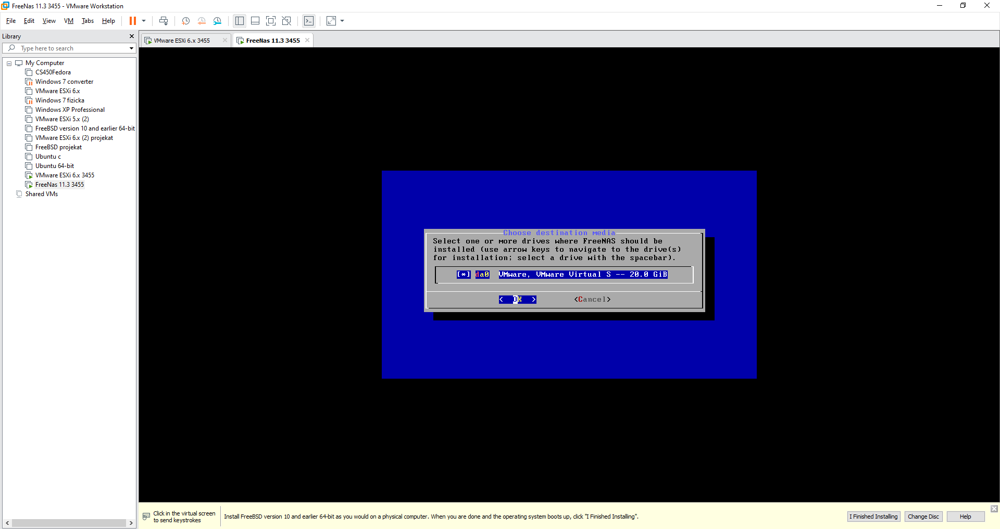 FreeNas 11.3 3455 - VMware Workstation
File Edit View VM Tabs Help
Library
Type here to search
My Computer
CS450Fedora
Windows 7 converter
VMware ESXi 6.x
Windows 7 fizicka
Windows XP Professional
VMware ESXi 5.x (2)
FreeBSD version 10 and earlier 64-bit
VMware ESXi 6.x (2) projekat
FreeBSD projekat
Ubuntu c
Ubuntu 64-bit
VMware ESXi 6.x 3455
FreeNas 11.3 3455
Shared VMs
VMware ESXi 6.x 3455
FreeNas 11.3 3455
Choose destination media
Select one or more drives where FreeNAS should be
installed (use arrow keys to navigate to the drive(s)
for installation; select a drive with the spacebar).
[*] da0 VMware, VMware Virtual S -- 20.0 GiB
< OK > <Cancel>
Click in the virtual screen
to send keystrokes
Install FreeBSD version 10 and earlier 64-bit as you would on a physical computer. When you are done and the operating system boots up, click "I Finished Installing".
I Finished Installing
Change Disc
Help